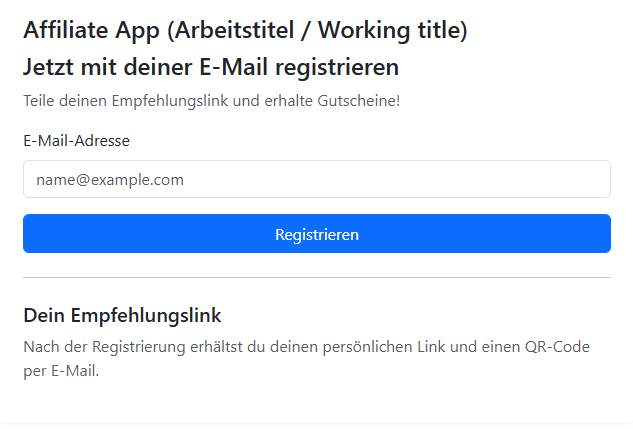 Affiliate App (Arbeitstitel / Working title)
Jetzt mit deiner E-Mail registrieren
Teile deinen Empfehlungslink und erhalte Gutscheine!
E-Mail-Adresse
name@example.com
Registrieren
Dein Empfehlungslink
Nach der Registrierung erhältst du deinen persönlichen Link und einen QR-Code
per E-Mail.